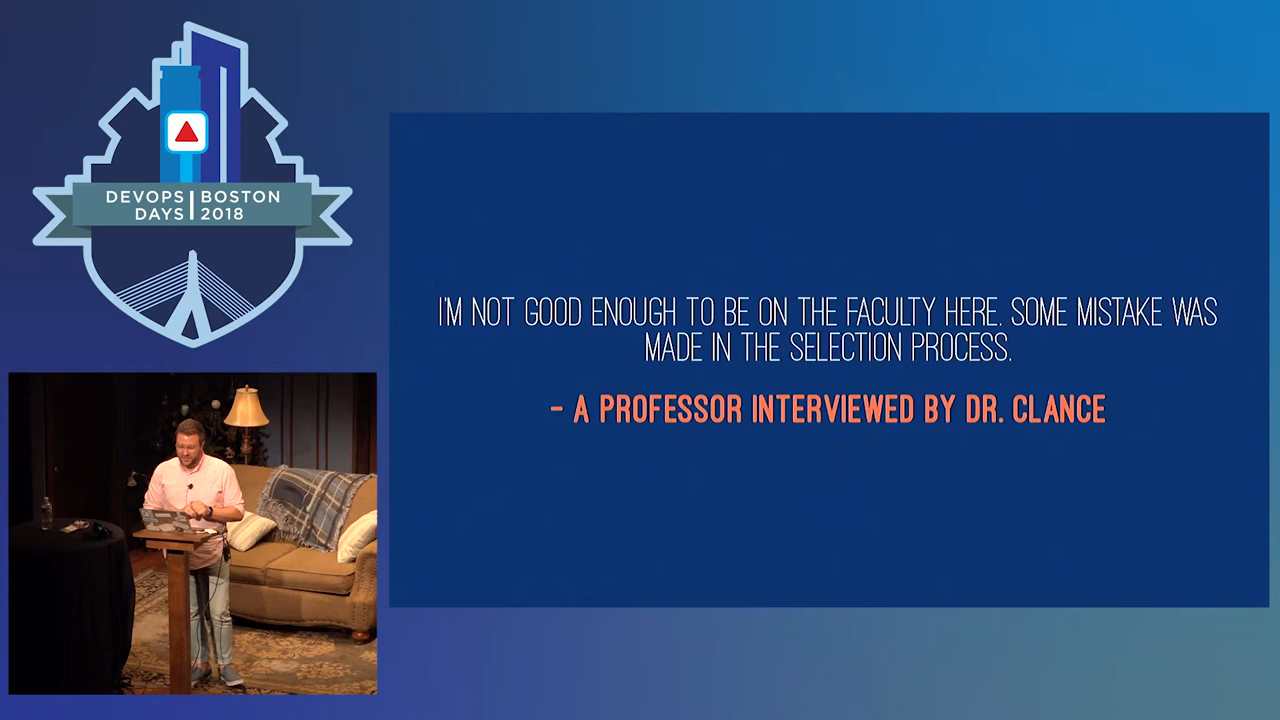 DEVOPS BOSTON
DAYS 2018
I'M NOT GOOD ENOUGH TO BE ON THE FACULTY HERE. SOME MISTAKE WAS
MADE IN THE SELECTION PROCESS.
- A PROFESSOR INTERVIEWED BY DR. CLANCE